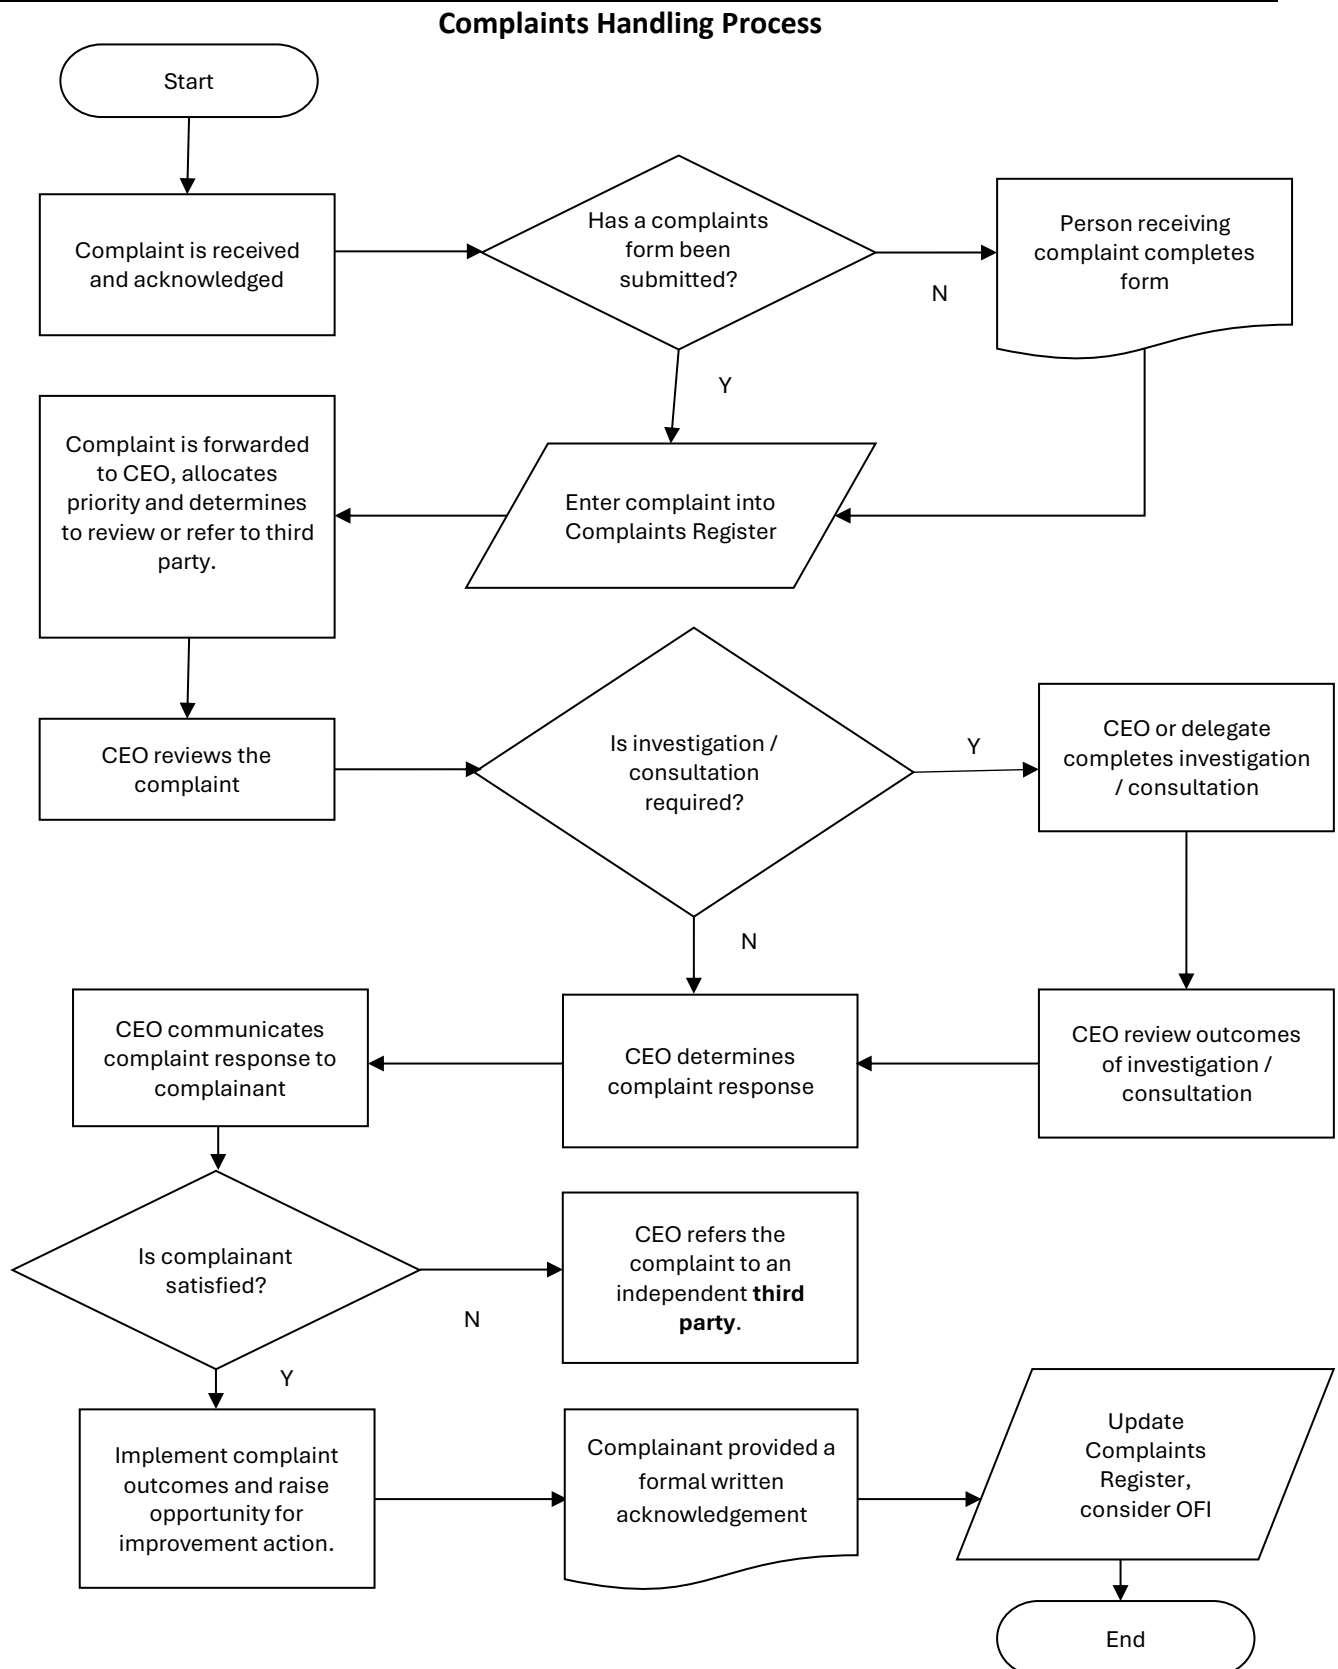 Complaints Handling Process
Start
Complaint is received
and acknowledged
Has a complaints
form been
submitted?
N
Person receiving
complaint completes
form
Y
Enter complaint into
Complaints Register
Complaint is forwarded
to CEO, allocates
priority and determines
to review or refer to third
party.
CEO reviews the
complaint
Is investigation /
consultation
required?
Y
CEO or delegate
completes investigation
/ consultation
N
CEO review outcomes
of investigation /
consultation
CEO determines
complaint response
CEO communicates
complaint response to
complainant
Is complainant
satisfied?
N
CEO refers the
complaint to an
independent third
party.
Y
Implement complaint
outcomes and raise
opportunity for
improvement action.
Complainant provided a
formal written
acknowledgement
Update
Complaints
Register,
consider OFI
End